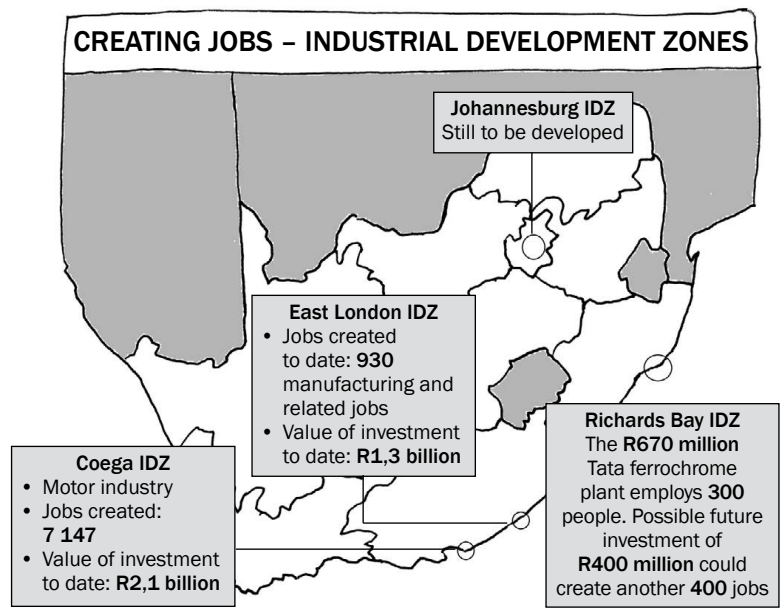 CREATING JOBS – INDUSTRIAL DEVELOPMENT ZONES
Johannesburg IDZ
Still to be developed
East London IDZ
• Jobs created
to date: 930
manufacturing and
related jobs
• Value of investment
to date: R1,3 billion
Coega IDZ
• Motor industry
• Jobs created:
7 147
• Value of investment
to date: R2,1 billion
Richards Bay IDZ
The R670 million
Tata ferrochrome
plant employs 300
people. Possible future
investment of
R400 million could
create another 400 jobs